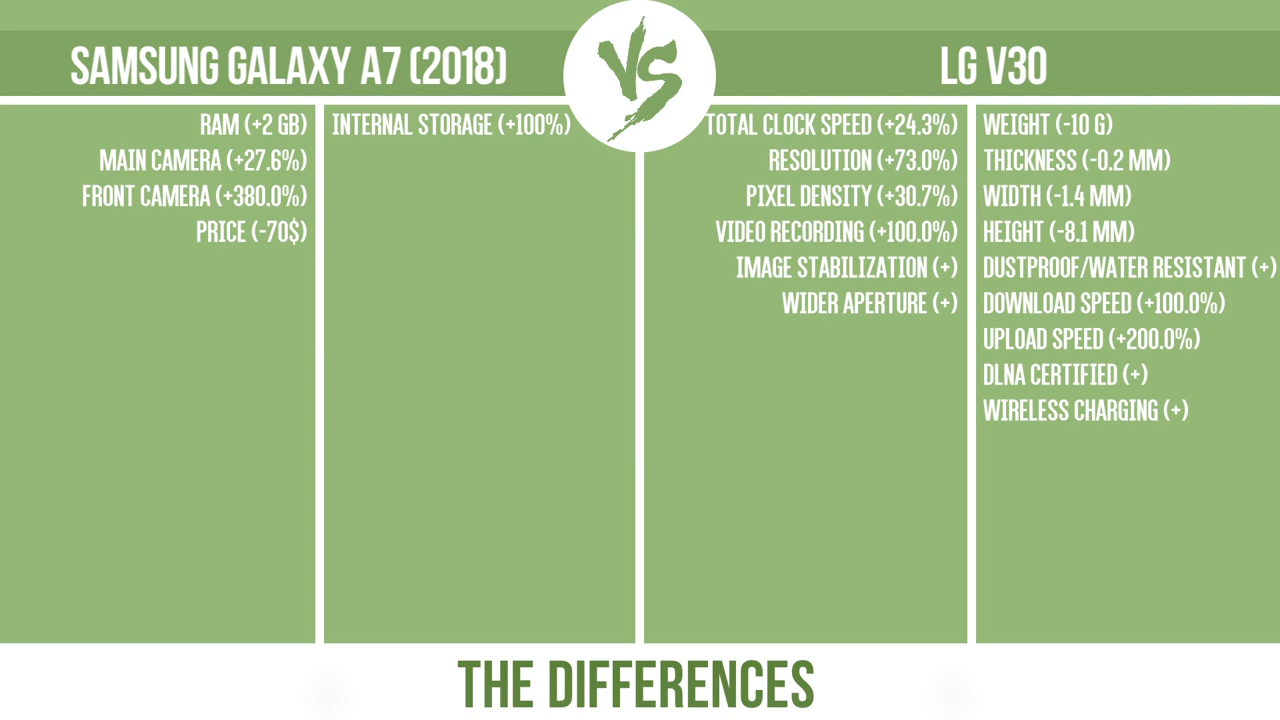 SAMSUNG GALAXY A7 (2018)
VS
LG V30
RAM (+2 GB)
MAIN CAMERA (+27.6%)
FRONT CAMERA (+380.0%)
PRICE (-70$)
INTERNAL STORAGE (+100%)
TOTAL CLOCK SPEED (+24.3%)
RESOLUTION (+73.0%)
PIXEL DENSITY (+30.7%)
VIDEO RECORDING (+100.0%)
IMAGE STABILIZATION (+)
WIDER APERTURE (+)
WEIGHT (-10 G)
THICKNESS (-0.2 MM)
WIDTH (-1.4 MM)
HEIGHT (-8.1 MM)
DUSTPROOF/WATER RESISTANT (+)
DOWNLOAD SPEED (+100.0%)
UPLOAD SPEED (+200.0%)
DLNA CERTIFIED (+)
WIRELESS CHARGING (+)
THE DIFFERENCES